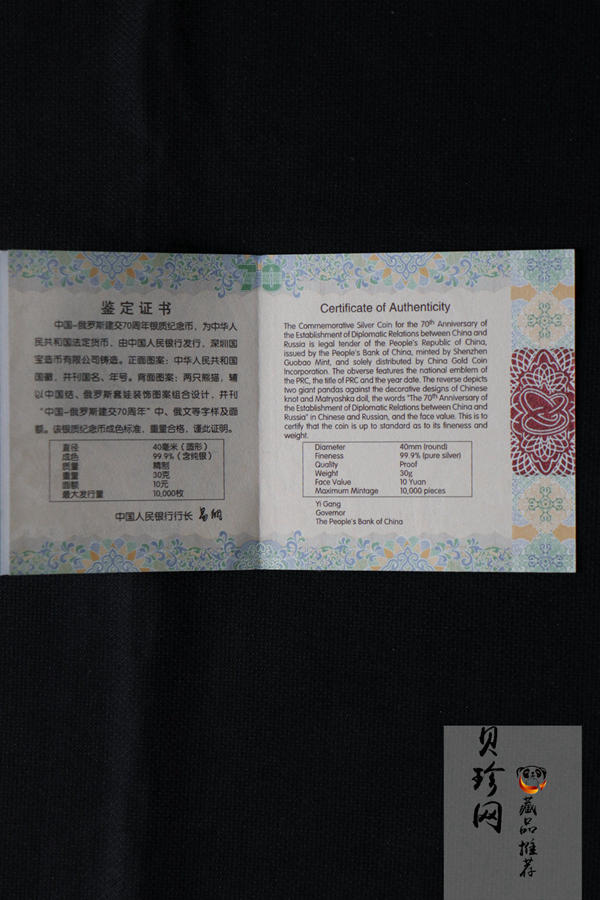 鉴定证书
中国-俄罗斯建交70周年银质纪念币，为中华人
民共和国法定货币，由中国人民银行发行，深圳国
宝造币有限公司铸造。正面图案：中华人民共和国
国徽，并刊国名、年号。背面图案：两只熊猫，辅
以中国结、俄罗斯套娃装饰图案组合设计，并刊
“中国-俄罗斯建交70周年”中、俄文等字样及面
额。该银质纪念币成色标准，重量合格，谨此证明。
直径 40毫米（圆形）
成色 99.9%（含纯银）
质量 精制
重量 30克
面额 10元
最大发行量 10,000枚
中国人民银行行长 易纲
70
Certificate of Authenticity
The Commemorative Silver Coin for the 70th Anniversary of
the Establishment of Diplomatic Relations between China and
Russia is legal tender of the People's Republic of China,
issued by the People's Bank of China, minted by Shenzhen
Guobao Mint, and solely distributed by China Gold Coin
Incorporation. The obverse features the national emblem of
the PRC, the title of PRC and the year date. The reverse depicts
two giant pandas against the decorative designs of Chinese
knot and Matryoshka doll, the words "The 70th Anniversary of
the Establishment of Diplomatic Relations between China and
Russia" in Chinese and Russian, and the face value. This is to
certify that the coin is up to standard as to its fineness and
weight.
Diameter 40mm (round)
Fineness 99.9% (pure silver)
Quality Proof
Weight 30g
Face Value 10 Yuan
Maximum Mintage 10,000 pieces
Yi Gang
Governor
The People's Bank of China
贝珍网
藏品推荐